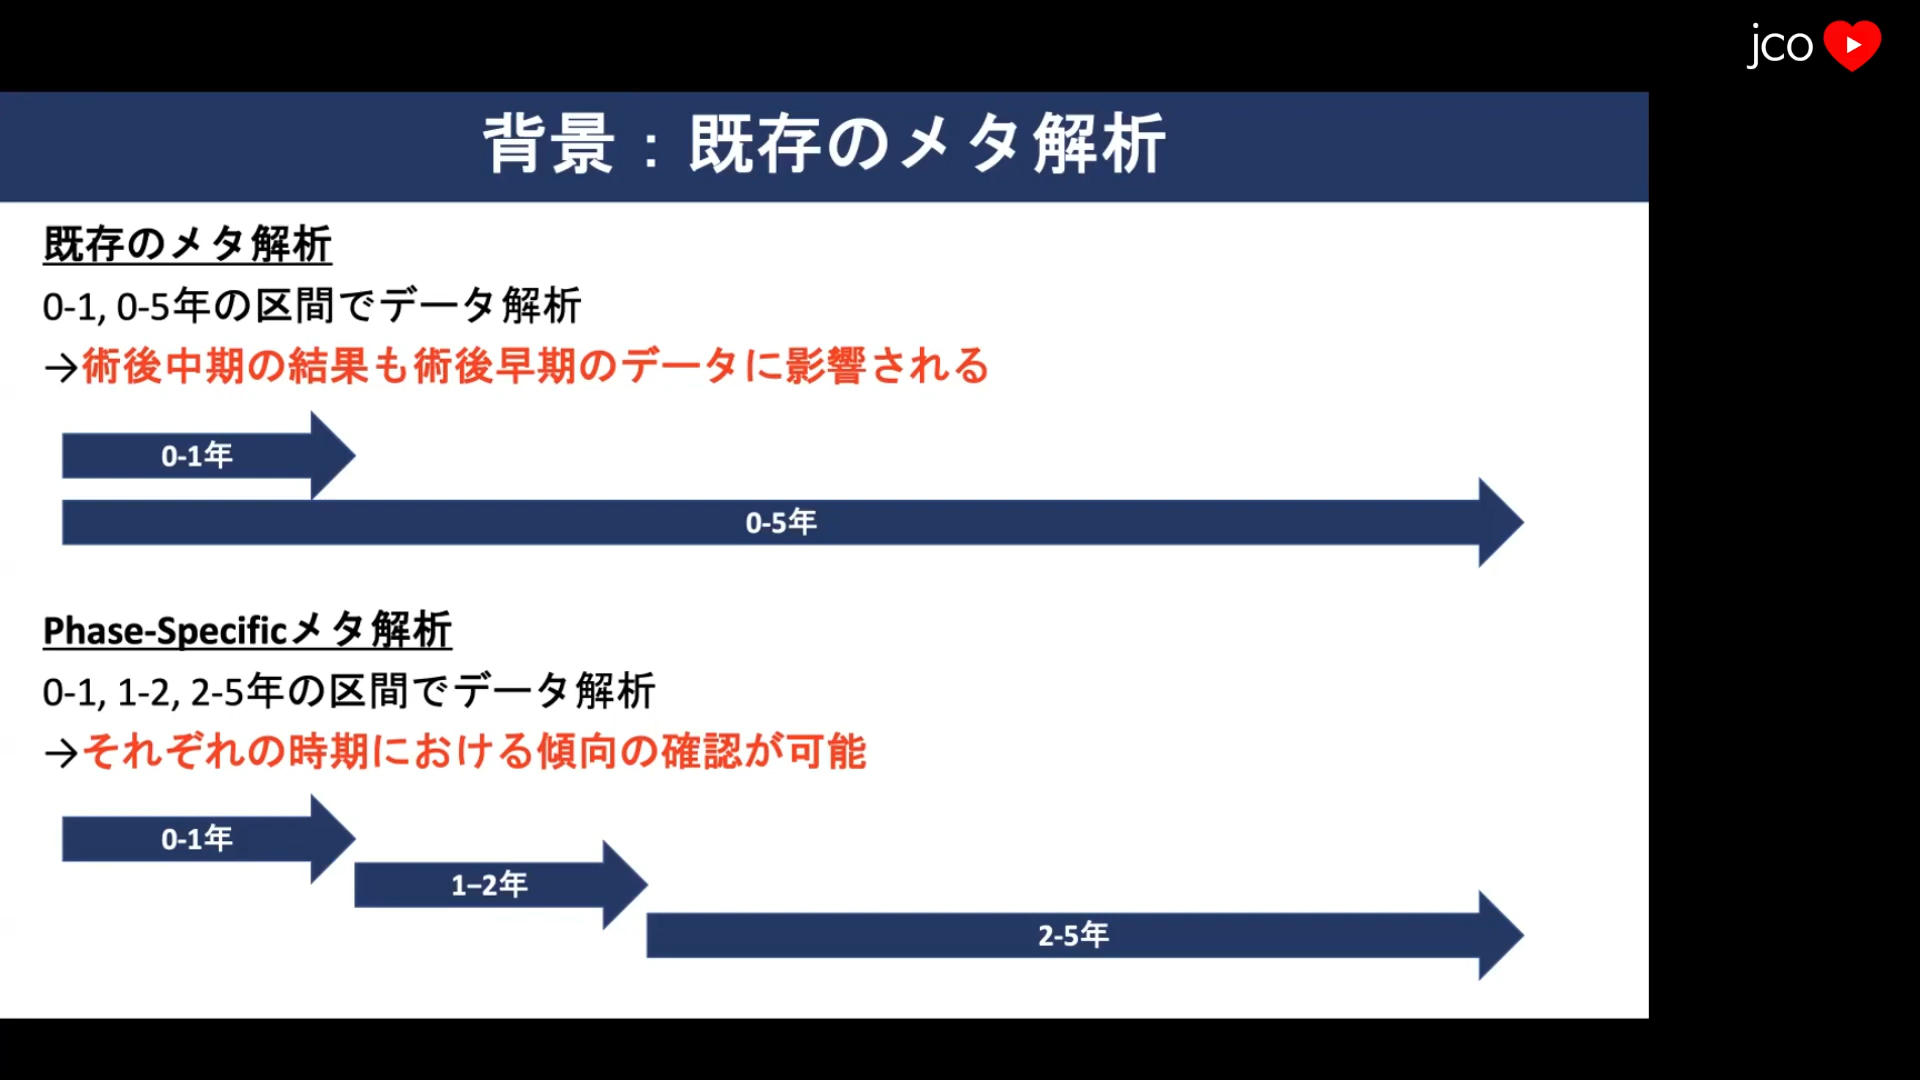 jco
背景：既存のメタ解析
既存のメタ解析
0-1, 0-5年の区間でデータ解析
→術後中期の結果も術後早期のデータに影響される
0-1年
0-5年
Phase-Specificメタ解析
0-1, 1-2, 2-5年の区間でデータ解析
→それぞれの時期における傾向の確認が可能
0-1年
1–2年
2-5年